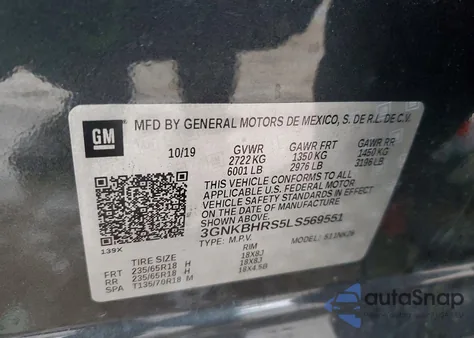 GM
MFD BY GENERAL MOTORS DE MEXICO, S. DE R.L. DE C.V.
10/19 GVWR GAWR FRT GAWR RR
2722 KG 1350 KG 1450 KG
6001 LB 2976 LB 3196 LB
THIS VEHICLE CONFORMS TO ALL APPLICABLE
U.S. FEDERAL MOTOR
VEHICLE SAFETY
STANDARDS IN EFFECT ON THE
DATE OF MANUFACTURE SHOWN ABOVE.
3GNKBHRS5LS569551
139X TYPE: M.P.V. MODEL:
TIRE SIZE RIM
FRT 235/65R18 H 18X8J
RR 235/65R18 H 18X8J
SPA T135/70R18 M 18X4.5B
autoSnap